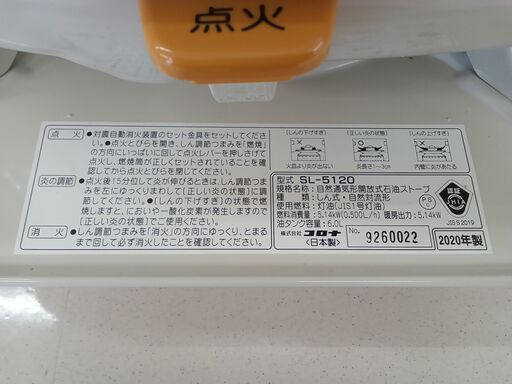 点火
点火
●対震自動消火装置のセット金具をセットしてください。
●点火とびらを開き、しん調節つまみを「燃焼」の方向にいっぱいに回して点火レバーを押しさげて点火し、燃焼筒が正しくセットされていることを確認してから点火とびらを閉じてください。
炎の調節
●点火後15分位して炎が伸びるときは、しん調節つまみをゆっくりまわして〔正しい炎の状態〕に調節してください。
●〔しんの下げすぎ〕の状態で燃焼しますと、においや一酸化炭素が発生しますので〔正しい炎の状態〕でご使用ください。
消火
●しん調節つまみを「消火」の方向にゆっくり、とまるまで回して必ず消火したことを確認してください。
〔しんの下げすぎ〕
〔正しい炎の状態〕
〔しんの上げすぎ〕
炎長さ1〜3cm
内筒に炎があたる
型式 SL-5120
規格名称:自然通気形開放式石油ストーブ
種類:しん式・自然対流形
使用燃料:灯油(JIS1号灯油)
燃料消費量:5.14kW(0.500L/h) 暖房出力:5.14kW
油タンク容量:6.0L
株式会社コロナ
<日本製>
No. 9260022
2020年製
PS
認証
JHIA
JIS S 2019